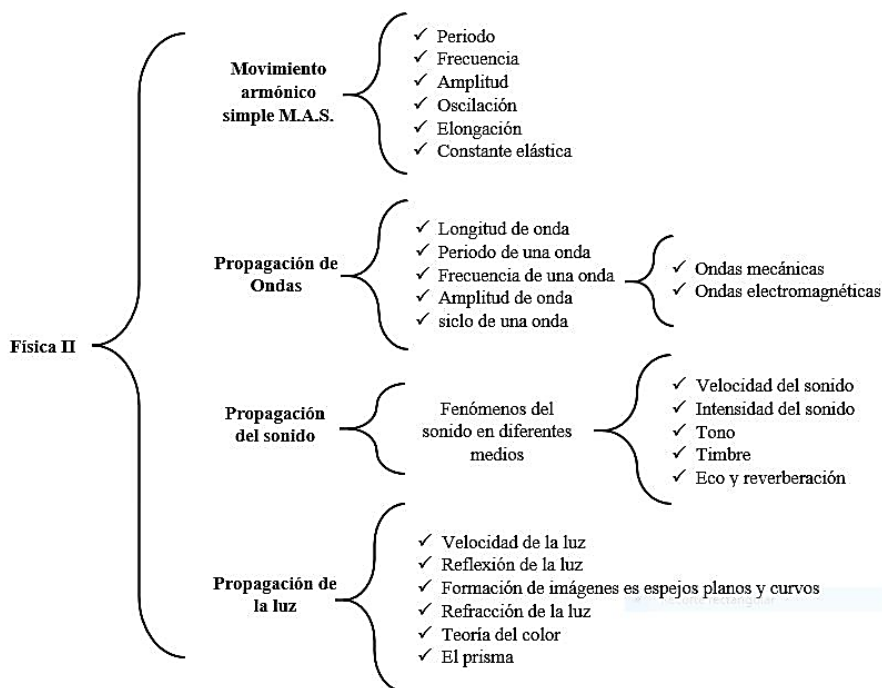 Física II
Movimiento
armónico
simple M.A.S.
✓ Periodo
✓ Frecuencia
✓ Amplitud
✓ Oscilación
✓ Elongación
✓ Constante elástica
Propagación de
Ondas
✓ Longitud de onda
✓ Periodo de una onda
✓ Frecuencia de una onda
✓ Amplitud de onda
✓ siclo de una onda
✓ Ondas mecánicas
✓ Ondas electromagnéticas
Propagación
del sonido
Fenómenos del
sonido en diferentes
medios
✓ Velocidad del sonido
✓ Intensidad del sonido
✓ Tono
✓ Timbre
✓ Eco y reverberación
Propagación de
la luz
✓ Velocidad de la luz
✓ Reflexión de la luz
✓ Formación de imágenes es espejos planos y curvos
✓ Refracción de la luz
✓ Teoría del color
✓ El prisma
rectangular